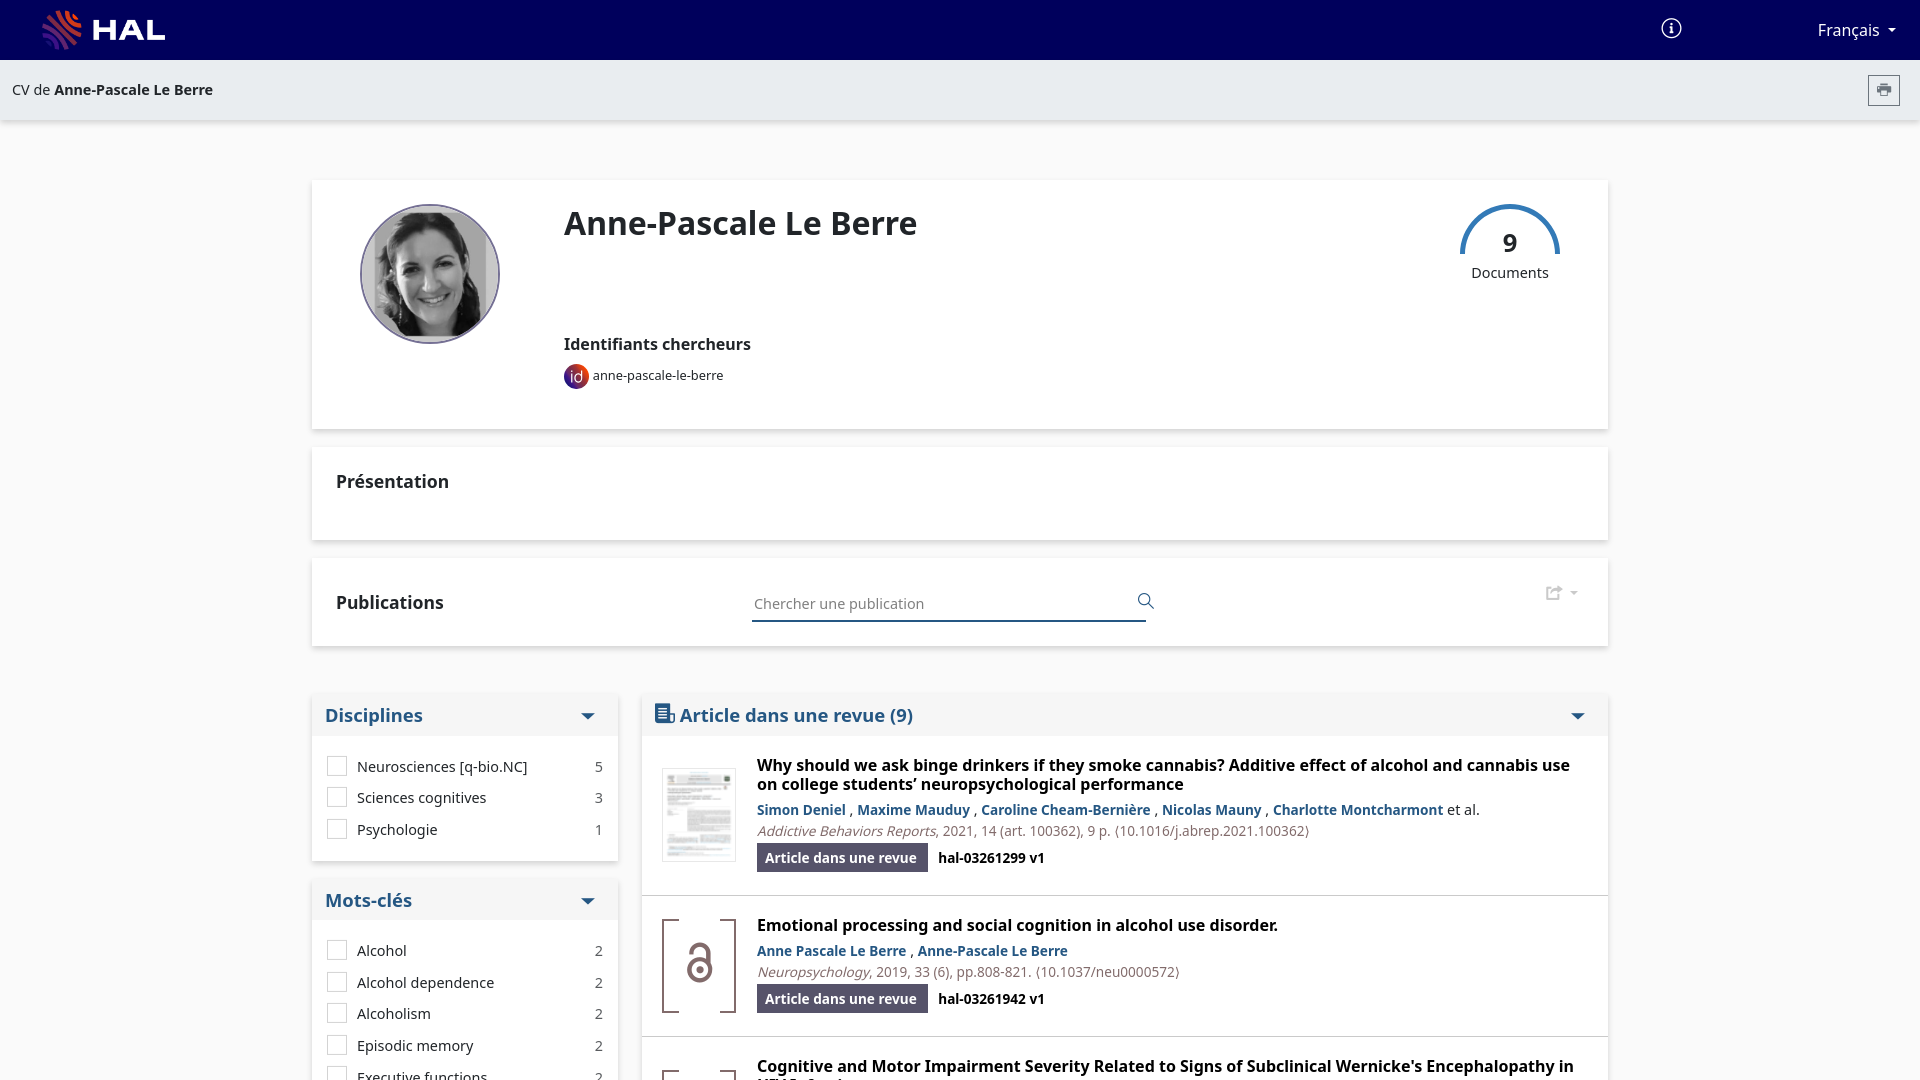 HAL
Français
CV de Anne-Pascale Le Berre
Anne-Pascale Le Berre
9
Documents
Identifiants chercheurs
id anne-pascale-le-berre
Présentation
Publications
Chercher une publication
Disciplines
Neurosciences [q-bio.NC] 5
Sciences cognitives 3
Psychologie 1
Mots-clés
Alcohol 2
Alcohol dependence 2
Alcoholism 2
Episodic memory 2
Executive functions 2
Article dans une revue (9)
Why should we ask binge drinkers if they smoke cannabis? Additive effect of alcohol and cannabis use
on college students’ neuropsychological performance
Simon Deniel , Maxime Mauduy , Caroline Cheam-Bernière , Nicolas Mauny , Charlotte Montcharmont et al.
Addictive Behaviors Reports, 2021, 14 (art. 100362), 9 p. ⟨10.1016/j.abrep.2021.100362⟩
Article dans une revue hal-03261299 v1
Emotional processing and social cognition in alcohol use disorder.
Anne Pascale Le Berre , Anne-Pascale Le Berre
Neuropsychology, 2019, 33 (6), pp.808-821. ⟨10.1037/neu0000572⟩
Article dans une revue hal-03261942 v1
Cognitive and Motor Impairment Severity Related to Signs of Subclinical Wernicke's Encephalopathy in